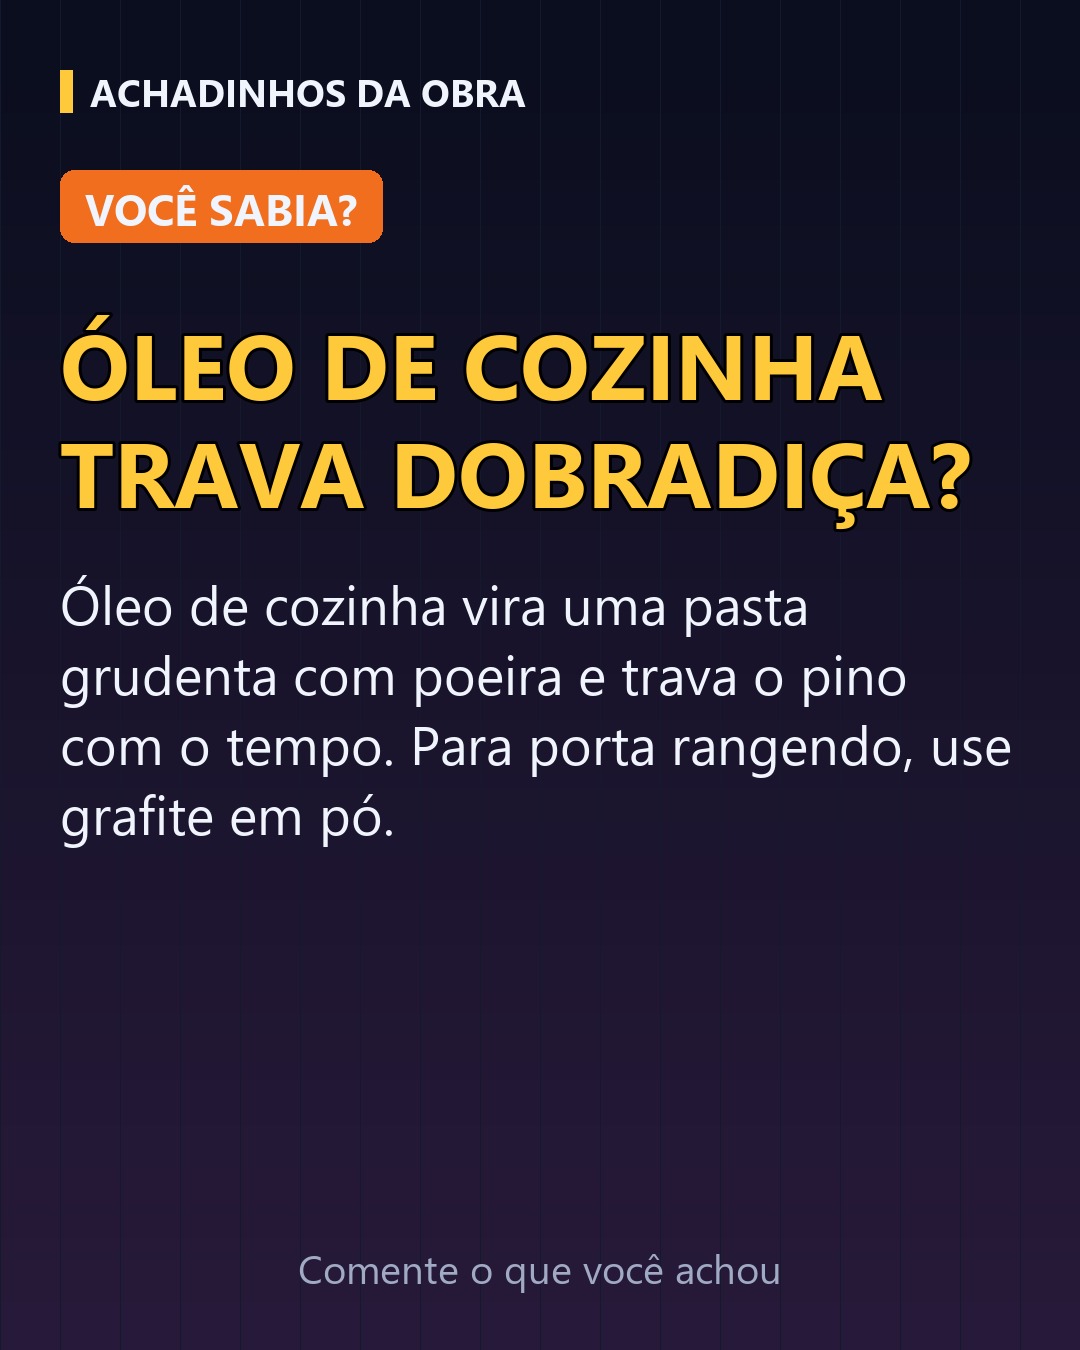 ACHADINHOS DA OBRA
VOCÊ SABIA?
ÓLEO DE COZINHA
TRAVA DOBRADIÇA?
Óleo de cozinha vira uma pasta
grudenta com poeira e trava o pino
com o tempo. Para porta rangendo, use
grafite em pó.
Comente o que você achou